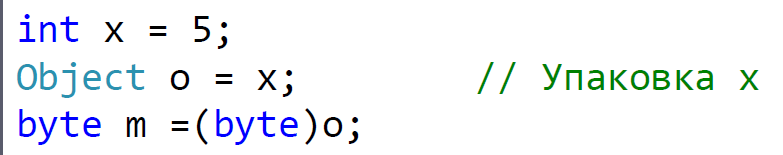 int x = 5;
Object o = x; // Упаковка x
byte m =(byte)o;